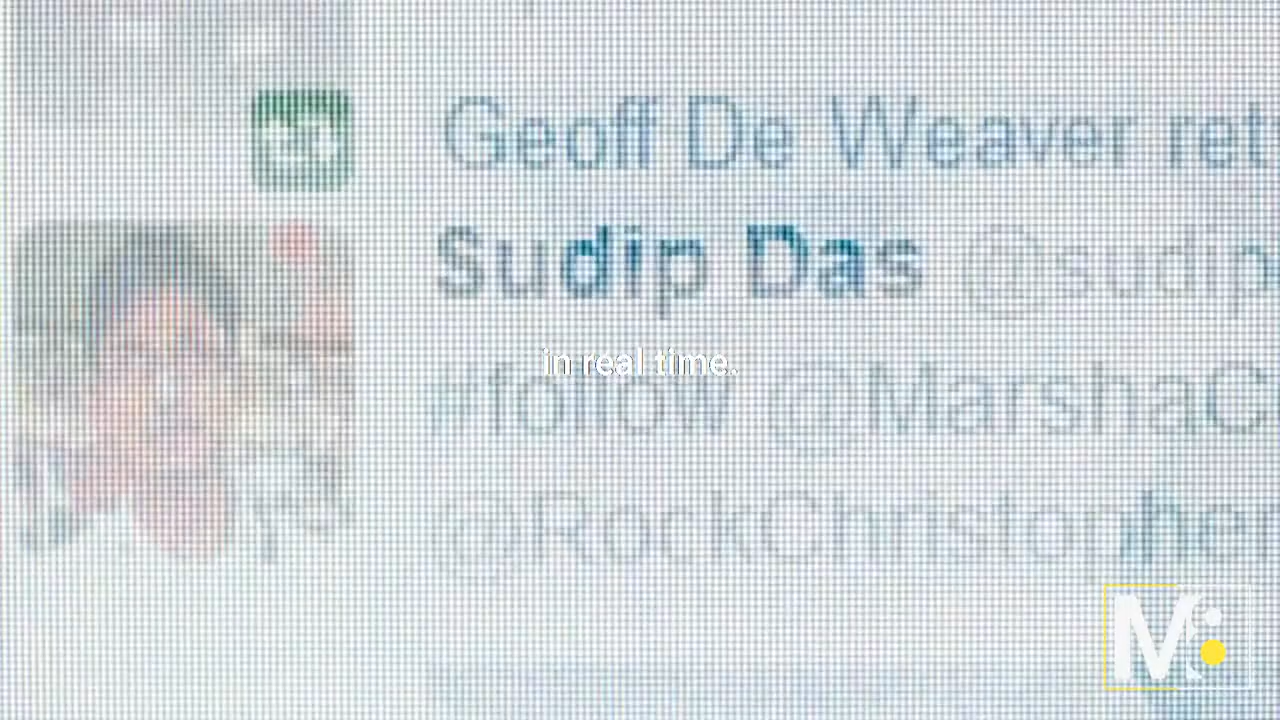 Geoff De Weaver ret
Sudip Das @sudip
in real time.
#follow @MarshaC
@RockChristopher
M